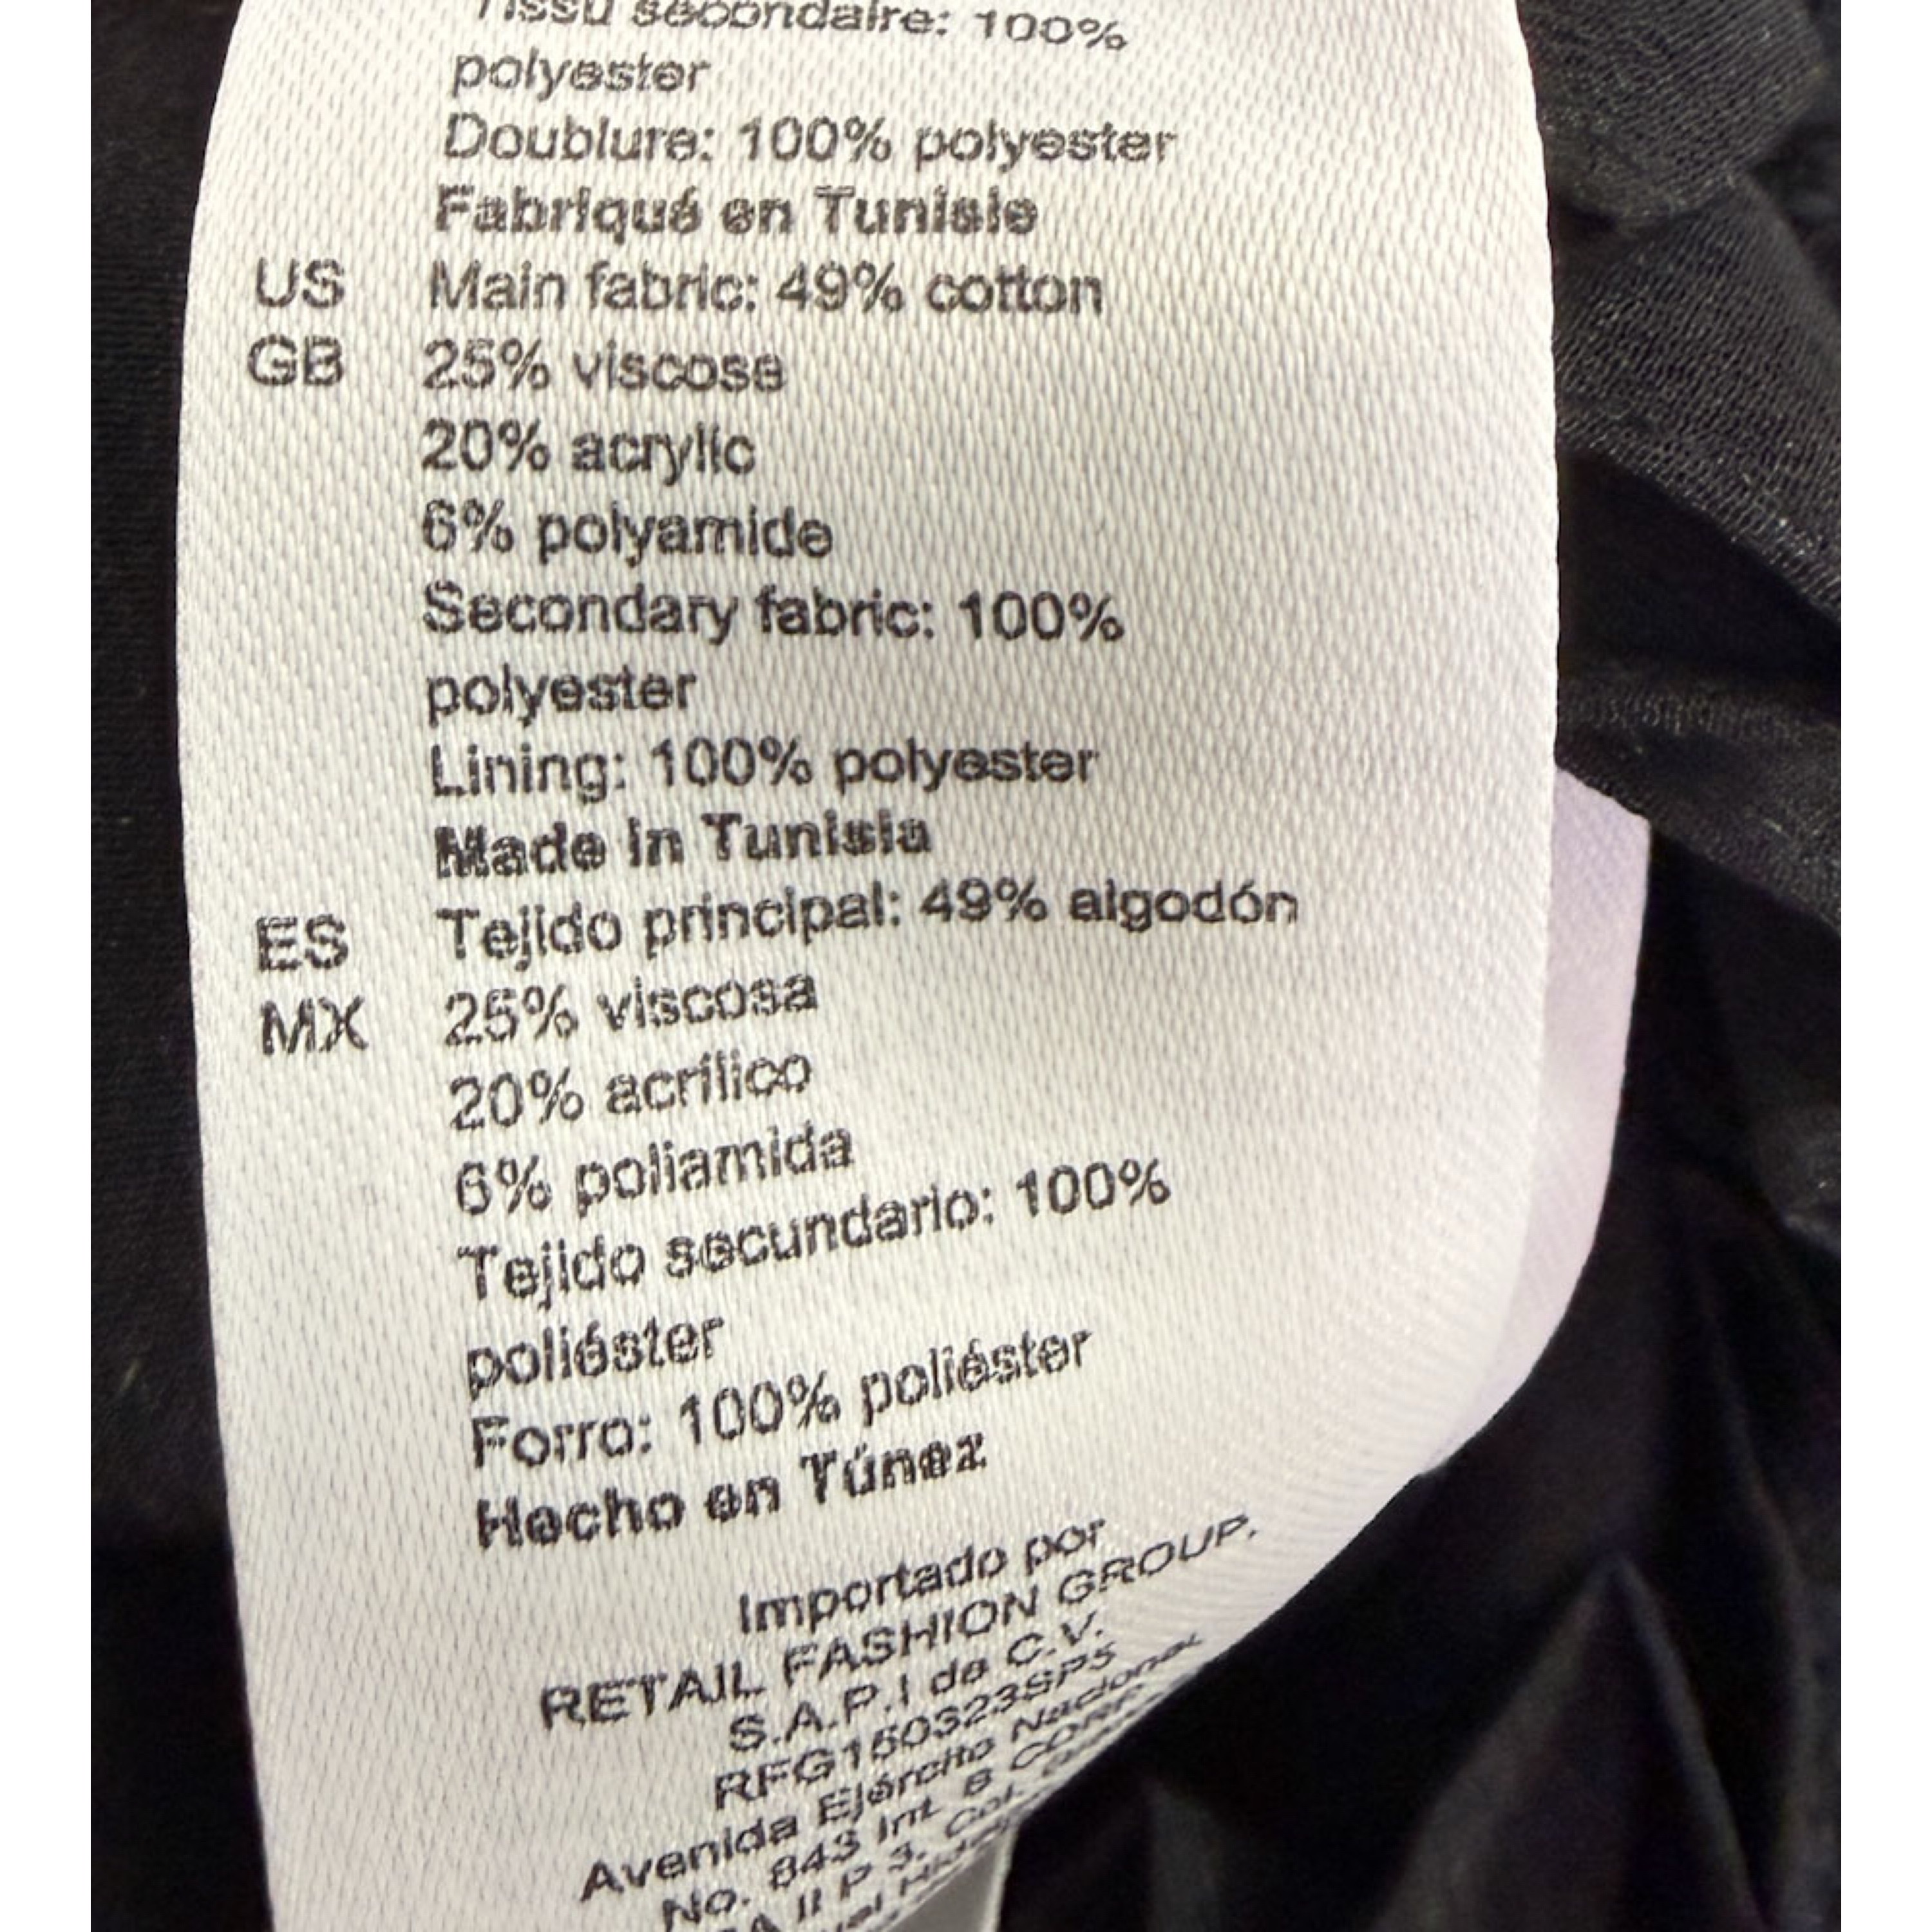 Tissu secondaire: 100%
polyester
Doublure: 100% polyester
Fabriqué en Tunisie
US Main fabric: 49% cotton
GB 25% viscose
20% acrylic
6% polyamide
Secondary fabric: 100%
polyester
Lining: 100% polyester
Made in Tunisia
ES Tejido principal: 49% algodón
MX 25% viscosa
20% acrílico
6% poliamida
Tejido secundario: 100%
poliéster
Forro: 100% poliéster
Hecho en Túnez
Importado por
RETAIL FASHION GROUP.
S.A.P.I de C.V.
RFG150323SP5
Avenida Ejército Nacional
No. 843 Int. B
II P 3. Col.